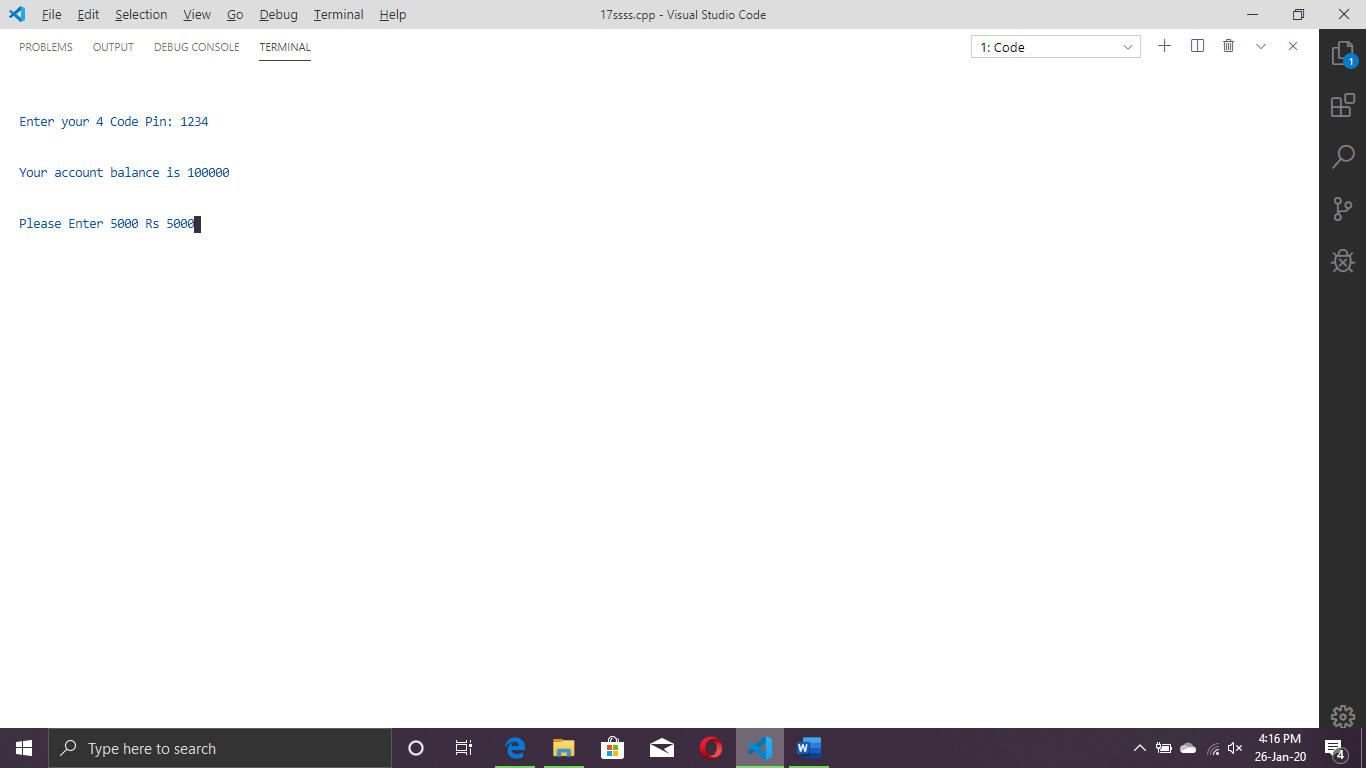 File Edit Selection View Go Debug Terminal Help
17ssss.cpp - Visual Studio Code
PROBLEMS OUTPUT DEBUG CONSOLE TERMINAL
1: Code
1
Enter your 4 Code Pin: 1234
Your account balance is 100000
Please Enter 5000 Rs 5000
Type here to search
4:16 PM
26-Jan-20
4